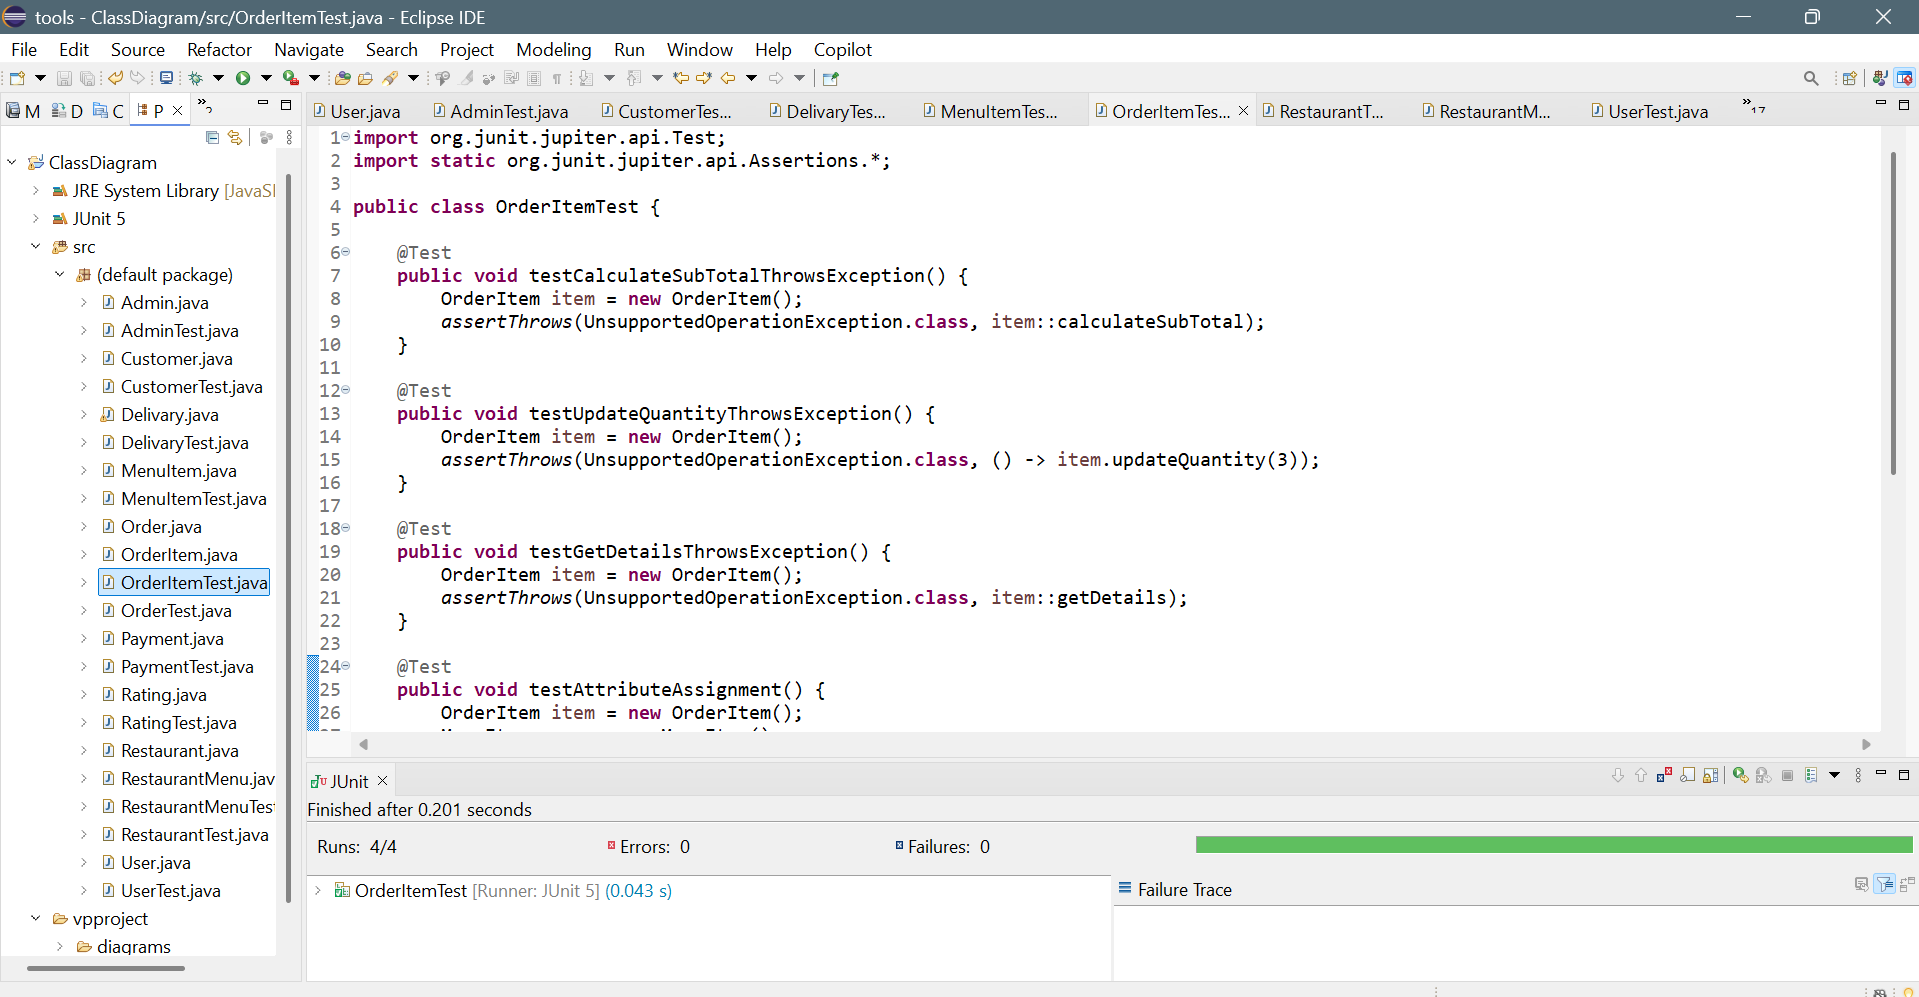 tools - ClassDiagram/src/OrderItemTest.java - Eclipse IDE
File Edit Source Refactor Navigate Search Project Modeling Run Window Help Copilot
M D C P
ClassDiagram
JRE System Library [JavaSI
JUnit 5
src
(default package)
Admin.java
AdminTest.java
Customer.java
CustomerTest.java
Delivary.java
DelivaryTest.java
MenuItem.java
MenuItemTest.java
Order.java
OrderItem.java
OrderItemTest.java
OrderTest.java
Payment.java
PaymentTest.java
Rating.java
RatingTest.java
Restaurant.java
RestaurantMenu.jav
RestaurantMenuTest
RestaurantTest.java
User.java
UserTest.java
vpproject
diagrams
User.java AdminTest.java CustomerTes... DelivaryTes... MenuItemTes... OrderItemTes... RestaurantT... RestaurantM... UserTest.java »17
1 import org.junit.jupiter.api.Test;
2 import static org.junit.jupiter.api.Assertions.*;
3
4 public class OrderItemTest {
5
6 @Test
7 public void testCalculateSubTotalThrowsException() {
8 OrderItem item = new OrderItem();
9 assertThrows(UnsupportedOperationException.class, item::calculateSubTotal);
10 }
11
12 @Test
13 public void testUpdateQuantityThrowsException() {
14 OrderItem item = new OrderItem();
15 assertThrows(UnsupportedOperationException.class, () -> item.updateQuantity(3));
16 }
17
18 @Test
19 public void testGetDetailsThrowsException() {
20 OrderItem item = new OrderItem();
21 assertThrows(UnsupportedOperationException.class, item::getDetails);
22 }
23
24 @Test
25 public void testAttributeAssignment() {
26 OrderItem item = new OrderItem();
JUnit
Finished after 0.201 seconds
Runs: 4/4 Errors: 0 Failures: 0
OrderItemTest [Runner: JUnit 5] (0.043 s)
Failure Trace